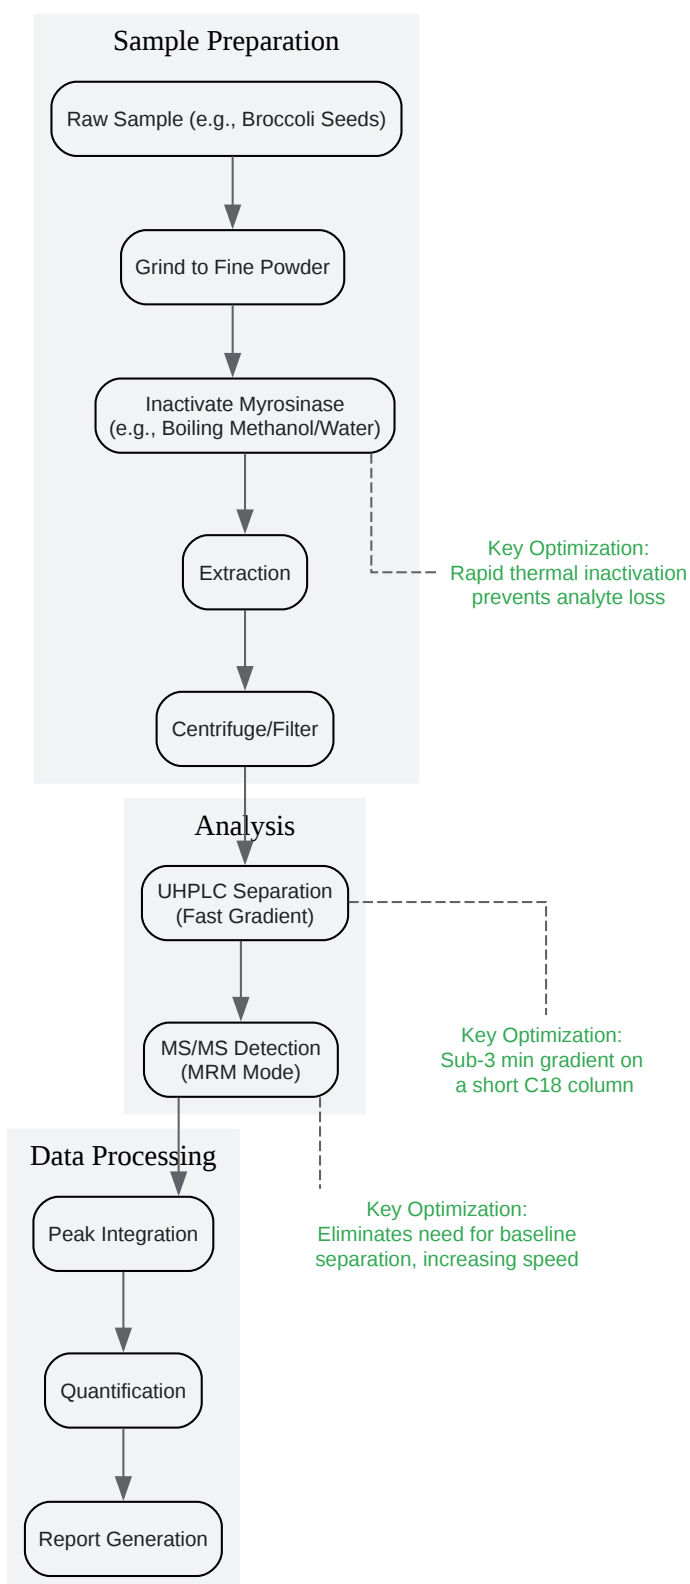 Sample Preparation
Raw Sample (e.g., Broccoli Seeds)
Grind to Fine Powder
Inactivate Myrosinase
(e.g., Boiling Methanol/Water)
Key Optimization:
Rapid thermal inactivation
prevents analyte loss
Extraction
Centrifuge/Filter
Analysis
UHPLC Separation
(Fast Gradient)
Key Optimization:
Sub-3 min gradient on
a short C18 column
MS/MS Detection
(MRM Mode)
Key Optimization:
Eliminates need for baseline
separation, increasing speed
Data Processing
Peak Integration
Quantification
Report Generation